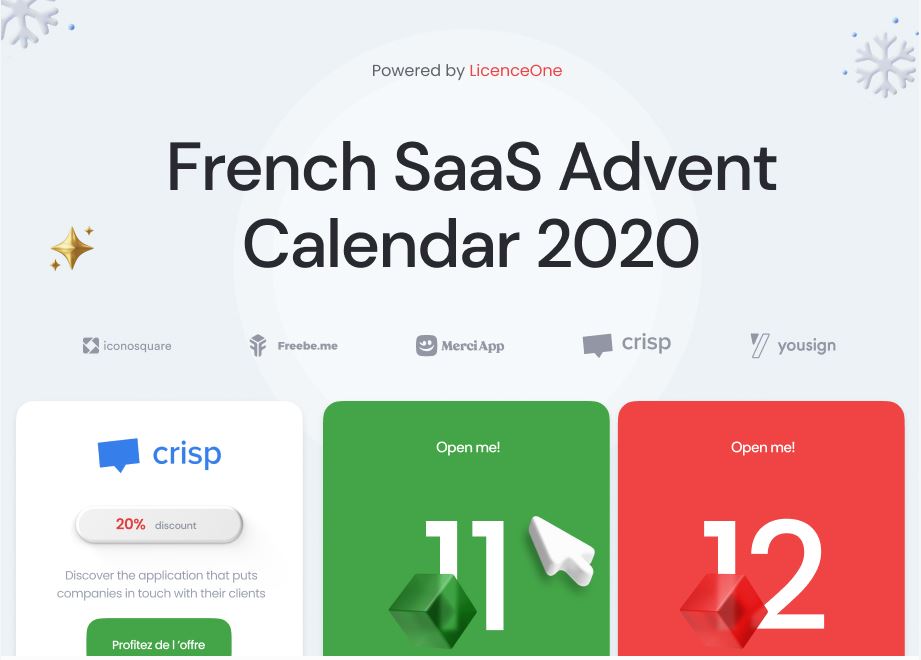 Powered by LicenceOne
French SaaS Advent
Calendar 2020
iconosquare
Freebe.me
MerciApp
crisp
yousign
crisp
20% discount
Discover the application that puts
companies in touch with their clients
Profitez de l ’offre
Open me!
11
Open me!
12